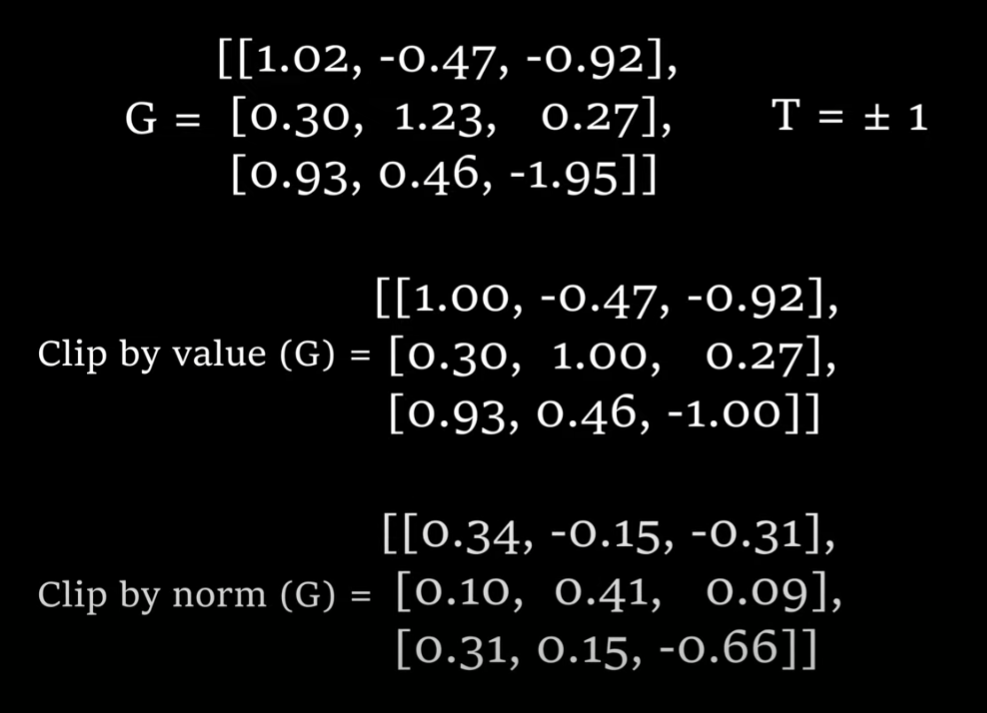 [[1.02, -0.47, -0.92],
G = [0.30, 1.23, 0.27], T = ± 1
[0.93, 0.46, -1.95]]
[[1.00, -0.47, -0.92],
Clip by value (G) = [0.30, 1.00, 0.27],
[0.93, 0.46, -1.00]]
[[0.34, -0.15, -0.31],
Clip by norm (G) = [0.10, 0.41, 0.09],
[0.31, 0.15, -0.66]]